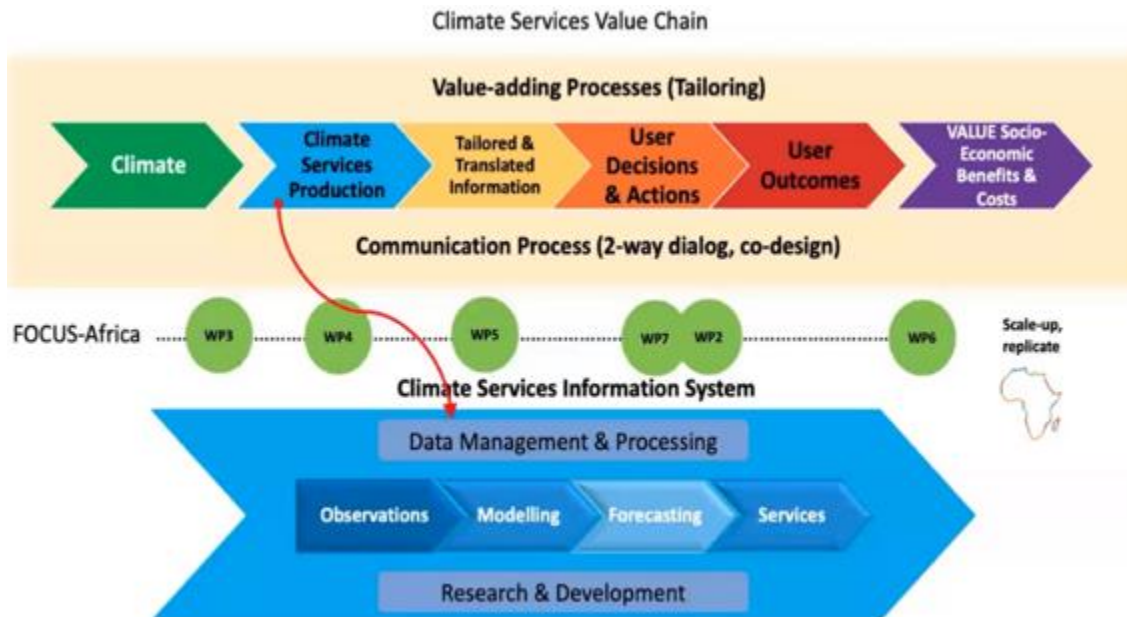 Climate Services Value Chain
Value-adding Processes (Tailoring)
Climate
Climate
Services
Production
Tailored &
Translated
Information
User
Decisions
& Actions
User
Outcomes
VALUE Socio-
Economic
Benefits &
Costs
Communication Process (2-way dialog, co-design)
FOCUS-Africa
WP3
WP4
WP5
WP7
WP2
WP6
Scale-up,
replicate
Climate Services Information System
Data Management & Processing
Observations
Modelling
Forecasting
Services
Research & Development